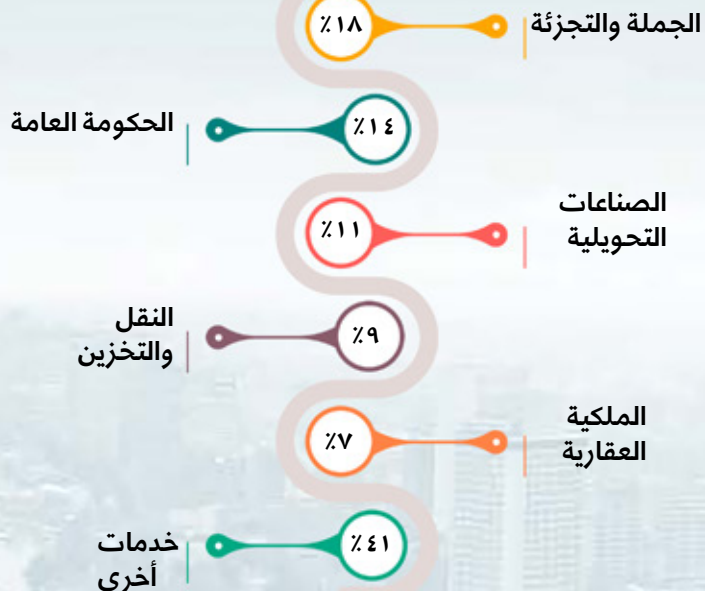 الجملة والتجزئة
٪١٨
الحكومة العامة
٪١٤
الصناعات
التحويلية
٪١١
النقل
والتخزين
٪٩
الملكية
العقارية
٪٧
خدمات
أخرى
٪٤١